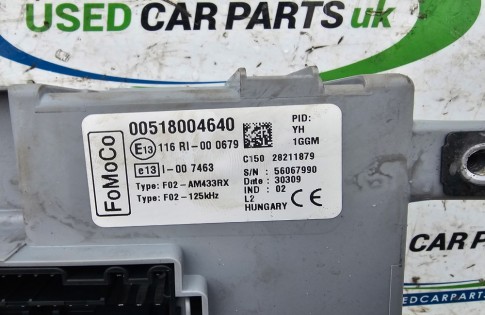 USED CAR PARTS uk
FoMoCo
00518004640
E13 116 RI-00 0679
e13 I-00 7463
Type: F02-AM433RX
Type: F02-125kHz
PID:
YH
1GGM
C150 28211879
S/N : 56067990
Date : 30309
IND : 02
L2
HUNGARY CE
CAR PAR